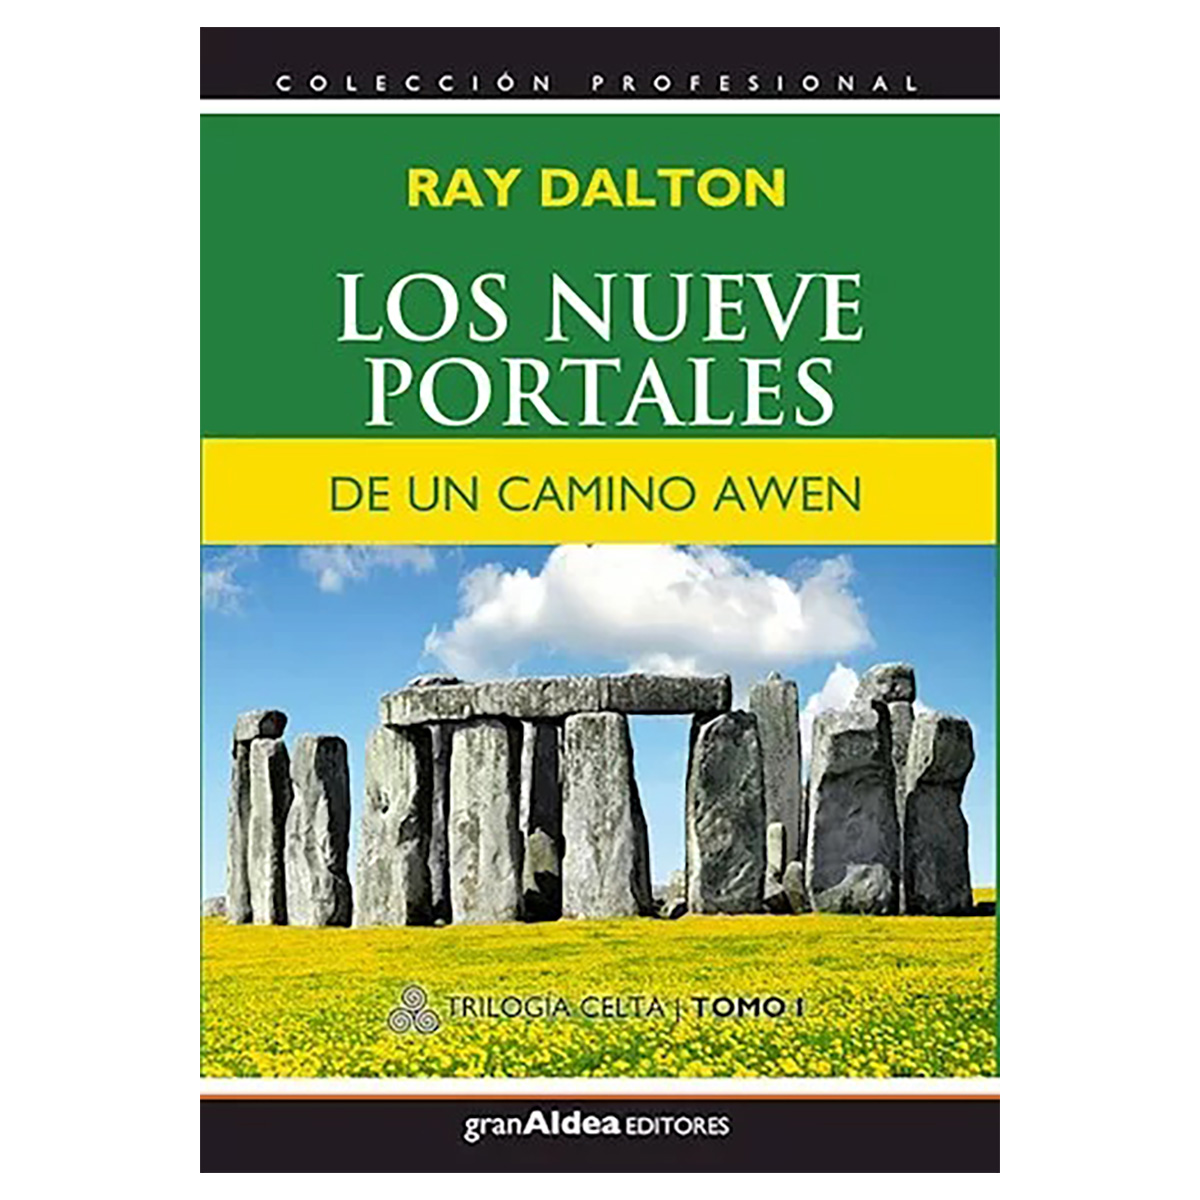 COLECCIÓN PROFESIONAL
RAY DALTON
LOS NUEVE
PORTALES
DE UN CAMINO AWEN
TRILOGÍA CELTA | TOMO I
granAldea EDITORES